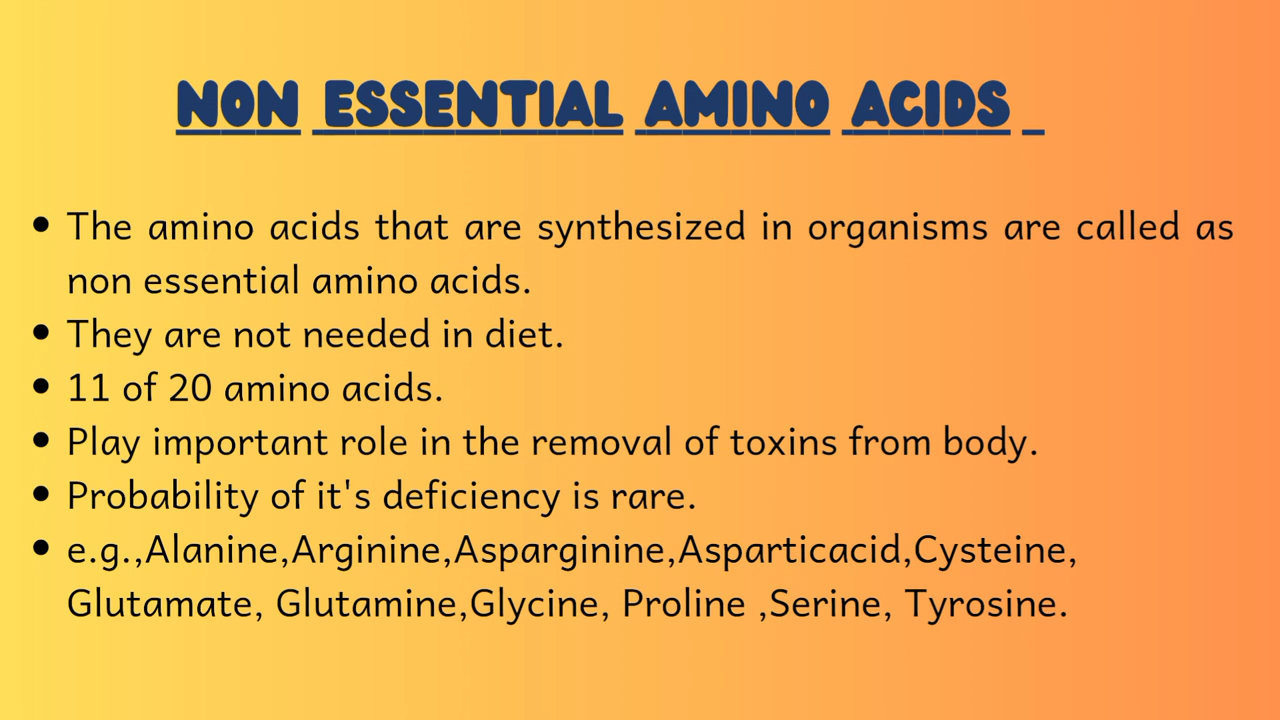 NON ESSENTIAL AMINO ACIDS
• The amino acids that are synthesized in organisms are called as
non essential amino acids.
• They are not needed in diet.
• 11 of 20 amino acids.
• Play important role in the removal of toxins from body.
• Probability of it's deficiency is rare.
• e.g.,Alanine,Arginine,Asparginine,Asparticacid,Cysteine,
Glutamate, Glutamine,Glycine, Proline ,Serine, Tyrosine.